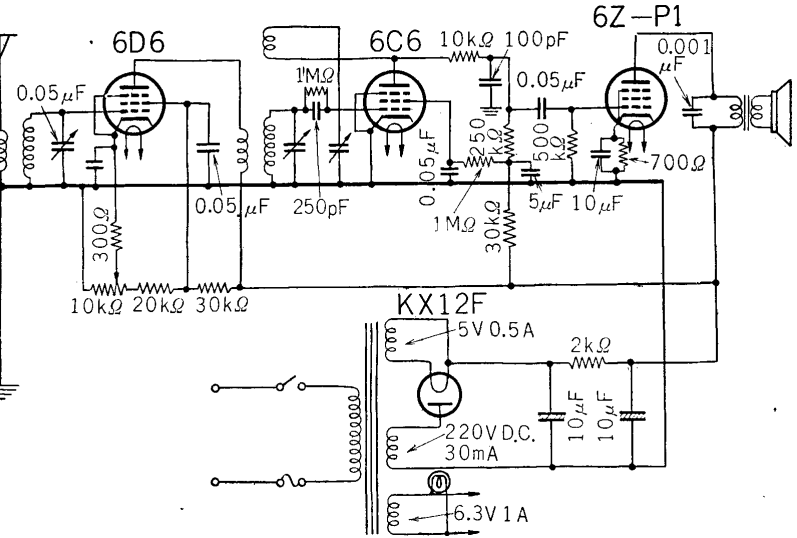 6Z-P1
6D6
6C6
10kΩ
100pF
0.001
μF
1MΩ
0.05μF
0.05μF
250
kΩ
500
kΩ
0.05μF
700Ω
0.05μF
250pF
5μF
10μF
1MΩ
300Ω
30kΩ
10kΩ
20kΩ
30kΩ
KX12F
5V 0.5A
2kΩ
10μF
10μF
220V D.C.
30mA
6.3V 1A